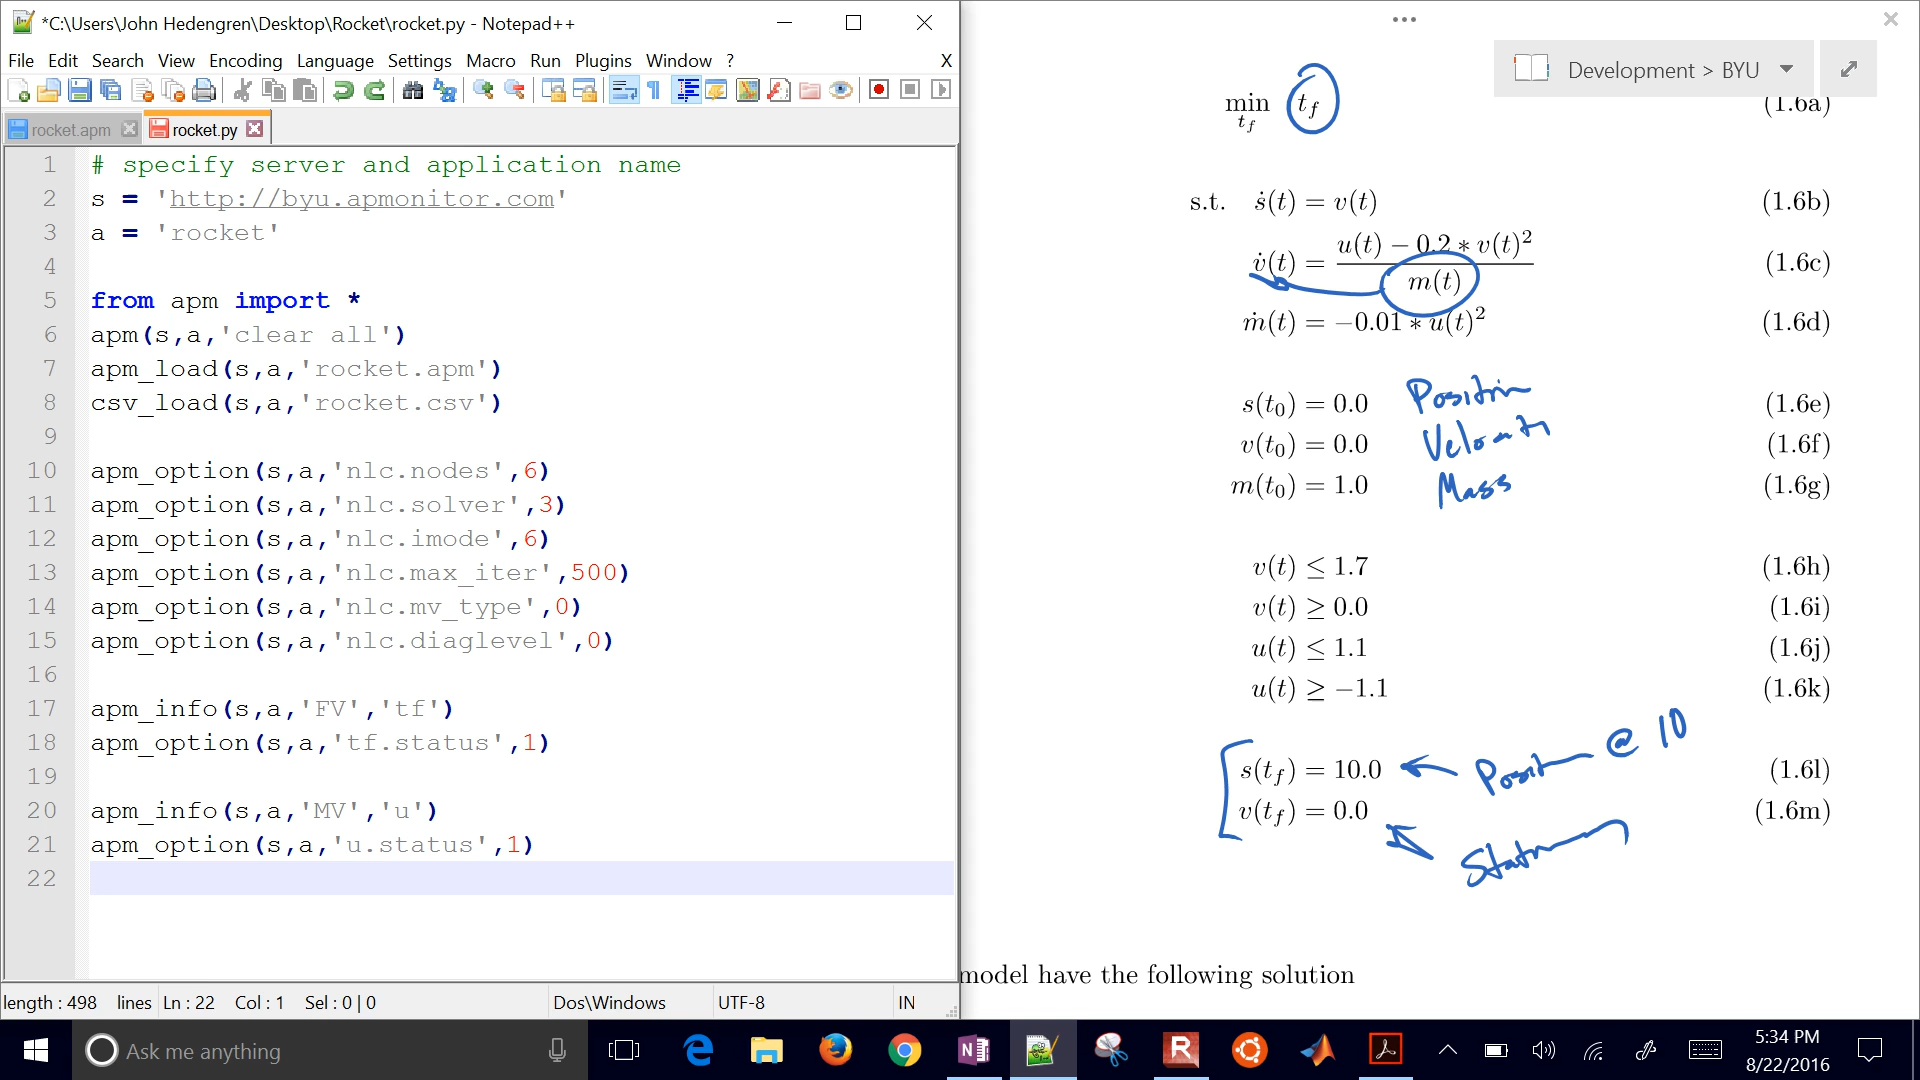 *C:\Users\John Hedengren\Desktop\Rocket\rocket.py - Notepad++
File Edit Search View Encoding Language Settings Macro Run Plugins Window ? X
rocket.apm rocket.py
1 # specify server and application name
2 s = 'http://byu.apmonitor.com'
3 a = 'rocket'
4
5 from apm import *
6 apm(s,a,'clear all')
7 apm_load(s,a,'rocket.apm')
8 csv_load(s,a,'rocket.csv')
9
10 apm_option(s,a,'nlc.nodes',6)
11 apm_option(s,a,'nlc.solver',3)
12 apm_option(s,a,'nlc.imode',6)
13 apm_option(s,a,'nlc.max_iter',500)
14 apm_option(s,a,'nlc.mv_type',0)
15 apm_option(s,a,'nlc.diaglevel',0)
16
17 apm_info(s,a,'FV','tf')
18 apm_option(s,a,'tf.status',1)
19
20 apm_info(s,a,'MV','u')
21 apm_option(s,a,'u.status',1)
22
length : 498 lines Ln : 22 Col : 1 Sel : 0 | 0 Dos\Windows UTF-8 IN
Development > BYU
min t_f t_f (1.6a)
s.t. ṡ(t) = v(t) (1.6b)
v̇(t) = (u(t) − 0.2 ∗ v(t)²) / m(t) (1.6c)
ṁ(t) = −0.01 ∗ u(t)² (1.6d)
s(t₀) = 0.0 Position (1.6e)
v(t₀) = 0.0 Velocity (1.6f)
m(t₀) = 1.0 Mass (1.6g)
v(t) ≤ 1.7 (1.6h)
v(t) ≥ 0.0 (1.6i)
u(t) ≤ 1.1 (1.6j)
u(t) ≥ −1.1 (1.6k)
s(t_f) = 10.0 Position @ 10 (1.6l)
v(t_f) = 0.0 (1.6m)
model have the following solution
Ask me anything
5:34 PM
8/22/2016